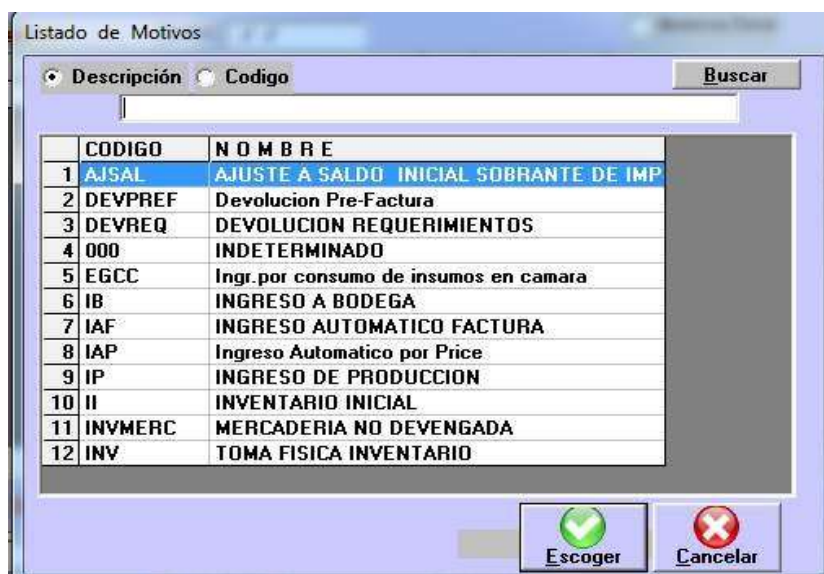 Listado de Motivos
Descripción Codigo Buscar
CODIGO N O M B R E
1 AJSAL AJUSTE A SALDO INICIAL SOBRANTE DE IMP
2 DEVPREF Devolucion Pre-Factura
3 DEVREQ DEVOLUCION REQUERIMIENTOS
4 000 INDETERMINADO
5 EGCC Ingr.por consumo de insumos en camara
6 IB INGRESO A BODEGA
7 IAF INGRESO AUTOMATICO FACTURA
8 IAP Ingreso Automatico por Price
9 IP INGRESO DE PRODUCCION
10 II INVENTARIO INICIAL
11 INVMERC MERCADERIA NO DEVENGADA
12 INV TOMA FISICA INVENTARIO
Escoger Cancelar